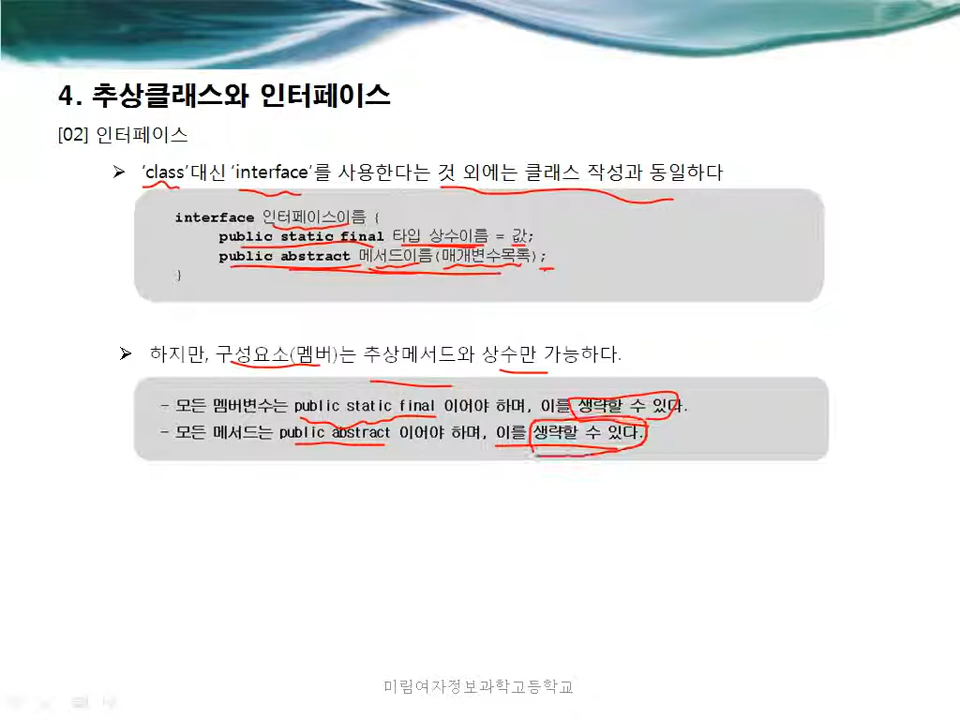 4. 추상클래스와 인터페이스
[02] 인터페이스
➢ 'class'대신 'interface'를 사용한다는 것 외에는 클래스 작성과 동일하다
interface 인터페이스이름 {
public static final 타입 상수이름 = 값;
public abstract 메서드이름(매개변수목록);
}
➢ 하지만, 구성요소(멤버)는 추상메서드와 상수만 가능하다.
- 모든 멤버변수는 public static final 이어야 하며, 이를 생략할 수 있다.
- 모든 메서드는 public abstract 이어야 하며, 이를 생략할 수 있다.
미림여자정보과학고등학교